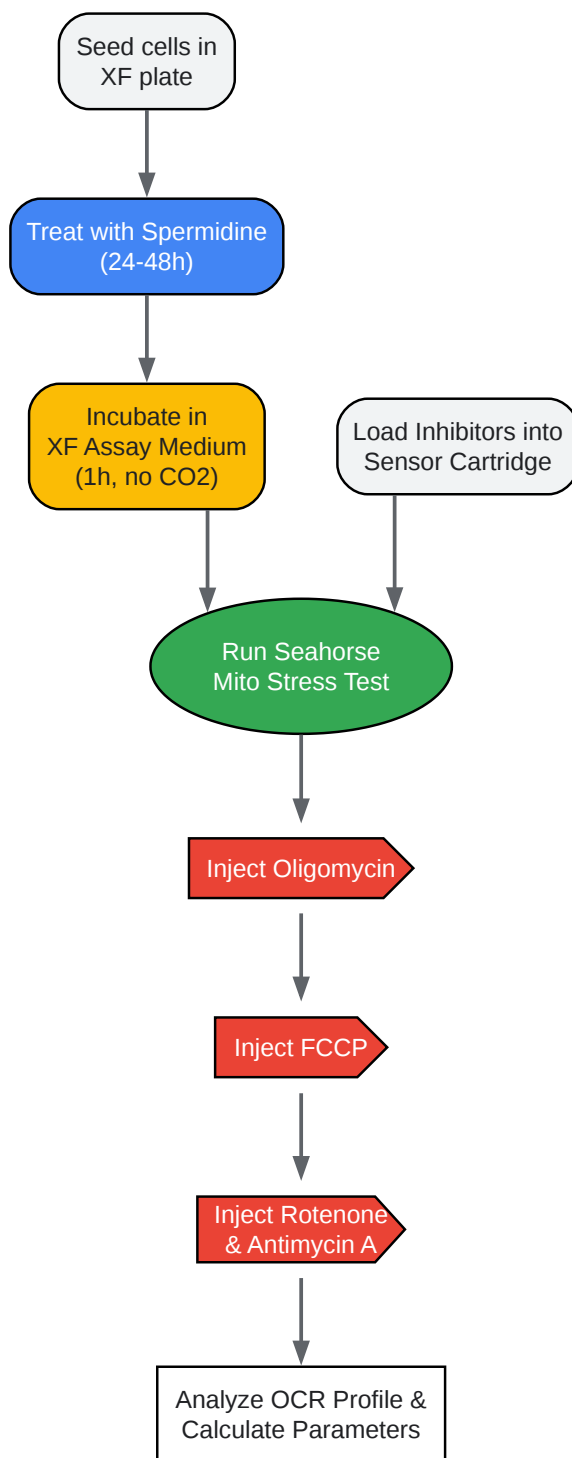 Seed cells in
XF plate
Treat with Spermidine
(24-48h)
Incubate in
XF Assay Medium
(1h, no CO2)
Load Inhibitors into
Sensor Cartridge
Run Seahorse
Mito Stress Test
Inject Oligomycin
Inject FCCP
Inject Rotenone
& Antimycin A
Analyze OCR Profile &
Calculate Parameters